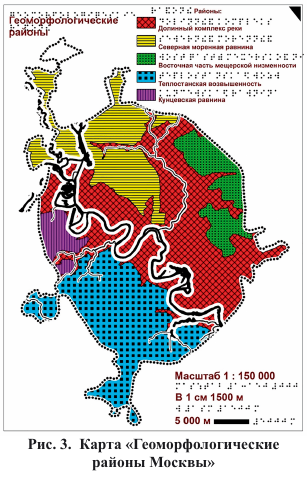 Геоморфологические
районы
Районы:
Долинный комплекс реки
Северная моренная равнина
Восточная часть мещерской низменности
Теплостанская возвышенность
Кунцевская равнина
Масштаб 1 : 150 000
В 1 см 1500 м
5 000 м
Рис. 3. Карта «Геоморфологические
районы Москвы»